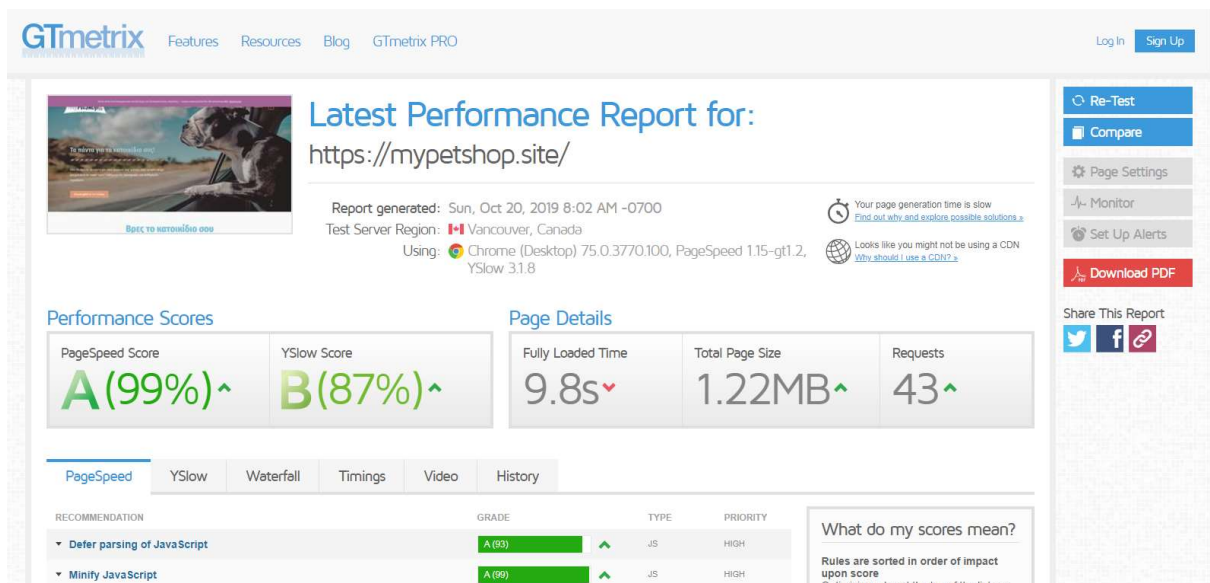 GTmetrix Features Resources Blog GTmetrix PRO Log In Sign Up
Latest Performance Report for:
https://mypetshop.site/
Τα πάντα για το κατοικίδιο σας!
Βρες το κατοικίδιο σου
Report generated: Sun, Oct 20, 2019 8:02 AM -0700
Test Server Region: Vancouver, Canada
Using: Chrome (Desktop) 75.0.3770.100, PageSpeed 1.15-gt1.2,
YSlow 3.1.8
Your page generation time is slow
Find out why and explore possible solutions »
Looks like you might not be using a CDN
Why should I use a CDN? »
Re-Test
Compare
Page Settings
Monitor
Set Up Alerts
Download PDF
Share This Report
Performance Scores
PageSpeed Score YSlow Score
A (99%) B (87%)
Page Details
Fully Loaded Time Total Page Size Requests
9.8s 1.22MB 43
PageSpeed YSlow Waterfall Timings Video History
RECOMMENDATION GRADE TYPE PRIORITY
Defer parsing of JavaScript A (93) JS HIGH
Minify JavaScript A (99) JS HIGH
What do my scores mean?
Rules are sorted in order of impact
upon score